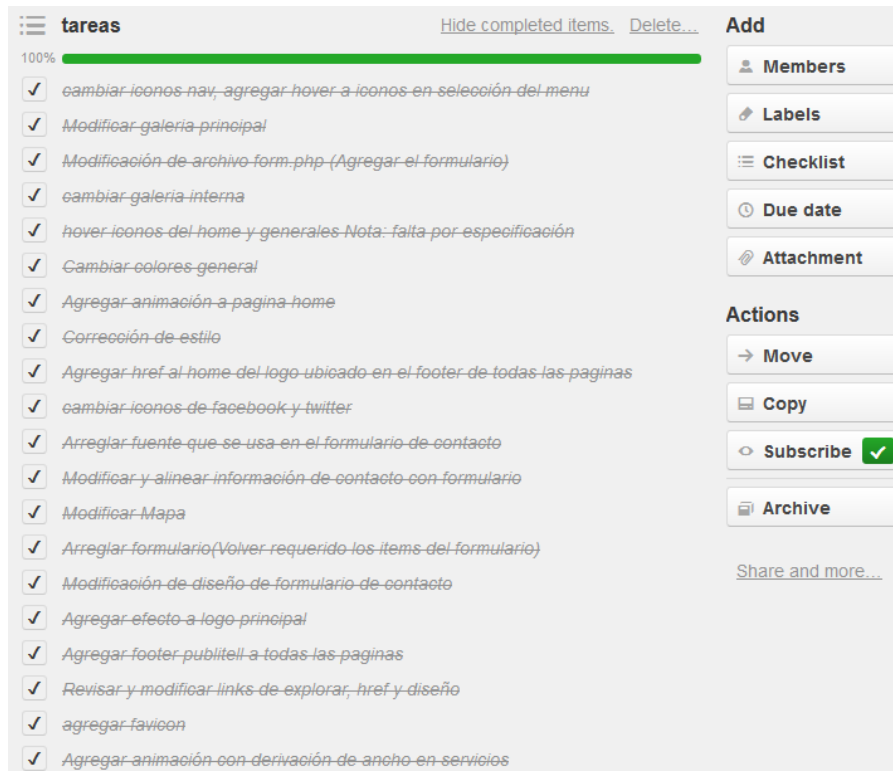 tareas
Hide completed items. Delete...
100%
cambiar iconos nav, agregar hover a iconos en selección del menu
Modificar galeria principal
Modificación de archivo form.php (Agregar el formulario)
cambiar galeria interna
hover iconos del home y generales Nota: falta por especificación
Cambiar colores general
Agregar animación a pagina home
Corrección de estilo
Agregar href al home del logo ubicado en el footer de todas las paginas
cambiar iconos de facebook y twitter
Arreglar fuente que se usa en el formulario de contacto
Modificar y alinear información de contacto con formulario
Modificar Mapa
Arreglar formulario(Volver requerido los items del formulario)
Modificación de diseño de formulario de contacto
Agregar efecto a logo principal
Agregar footer publitell a todas las paginas
Revisar y modificar links de explorar, href y diseño
agregar favicon
Agregar animación con derivación de ancho en servicios
Add
Members
Labels
Checklist
Due date
Attachment
Actions
Move
Copy
Subscribe
Archive
Share and more...